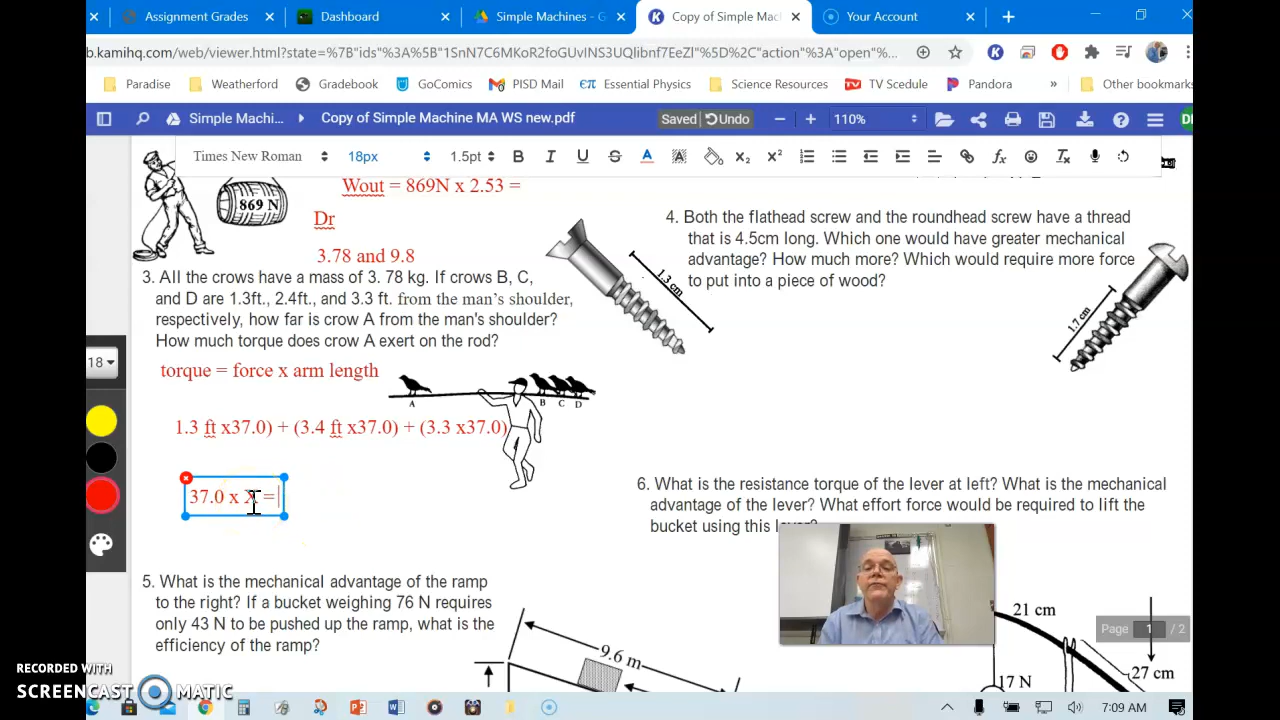 Assignment Grades
Dashboard
Simple Machines - G
Copy of Simple Mac
Your Account
b.kamihq.com/web/viewer.html?state=%7B"ids"%3A%5B"1SnN7C6MKoR2foGUvINS3UQlibnf7EeZl"%5D%2C"action"%3A"open"%...
Paradise
Weatherford
Gradebook
GoComics
PISD Mail
Essential Physics
Science Resources
TV Scedule
Pandora
»
Other bookmarks
Simple Machi...
Copy of Simple Machine MA WS new.pdf
Saved
Undo
110%
Times New Roman
18px
1.5pt
Wout = 869N x 2.53 =
869 N
Dr
3.78 and 9.8
3. All the crows have a mass of 3. 78 kg. If crows B, C,
and D are 1.3ft., 2.4ft., and 3.3 ft. from the man's shoulder,
respectively, how far is crow A from the man's shoulder?
How much torque does crow A exert on the rod?
torque = force x arm length
A
B
C
D
1.3 ft x37.0) + (3.4 ft x37.0) + (3.3 x37.0)
37.0 x X =
4. Both the flathead screw and the roundhead screw have a thread
that is 4.5cm long. Which one would have greater mechanical
advantage? How much more? Which would require more force
to put into a piece of wood?
1.3 cm
1.7 cm
18
5. What is the mechanical advantage of the ramp
to the right? If a bucket weighing 76 N requires
only 43 N to be pushed up the ramp, what is the
efficiency of the ramp?
9.6 m
6. What is the resistance torque of the lever at left? What is the mechanical
advantage of the lever? What effort force would be required to lift the
bucket using this lever?
21 cm
27 cm
17 N
Page 1 / 2
RECORDED WITH
SCREENCAST MATIC
7:09 AM